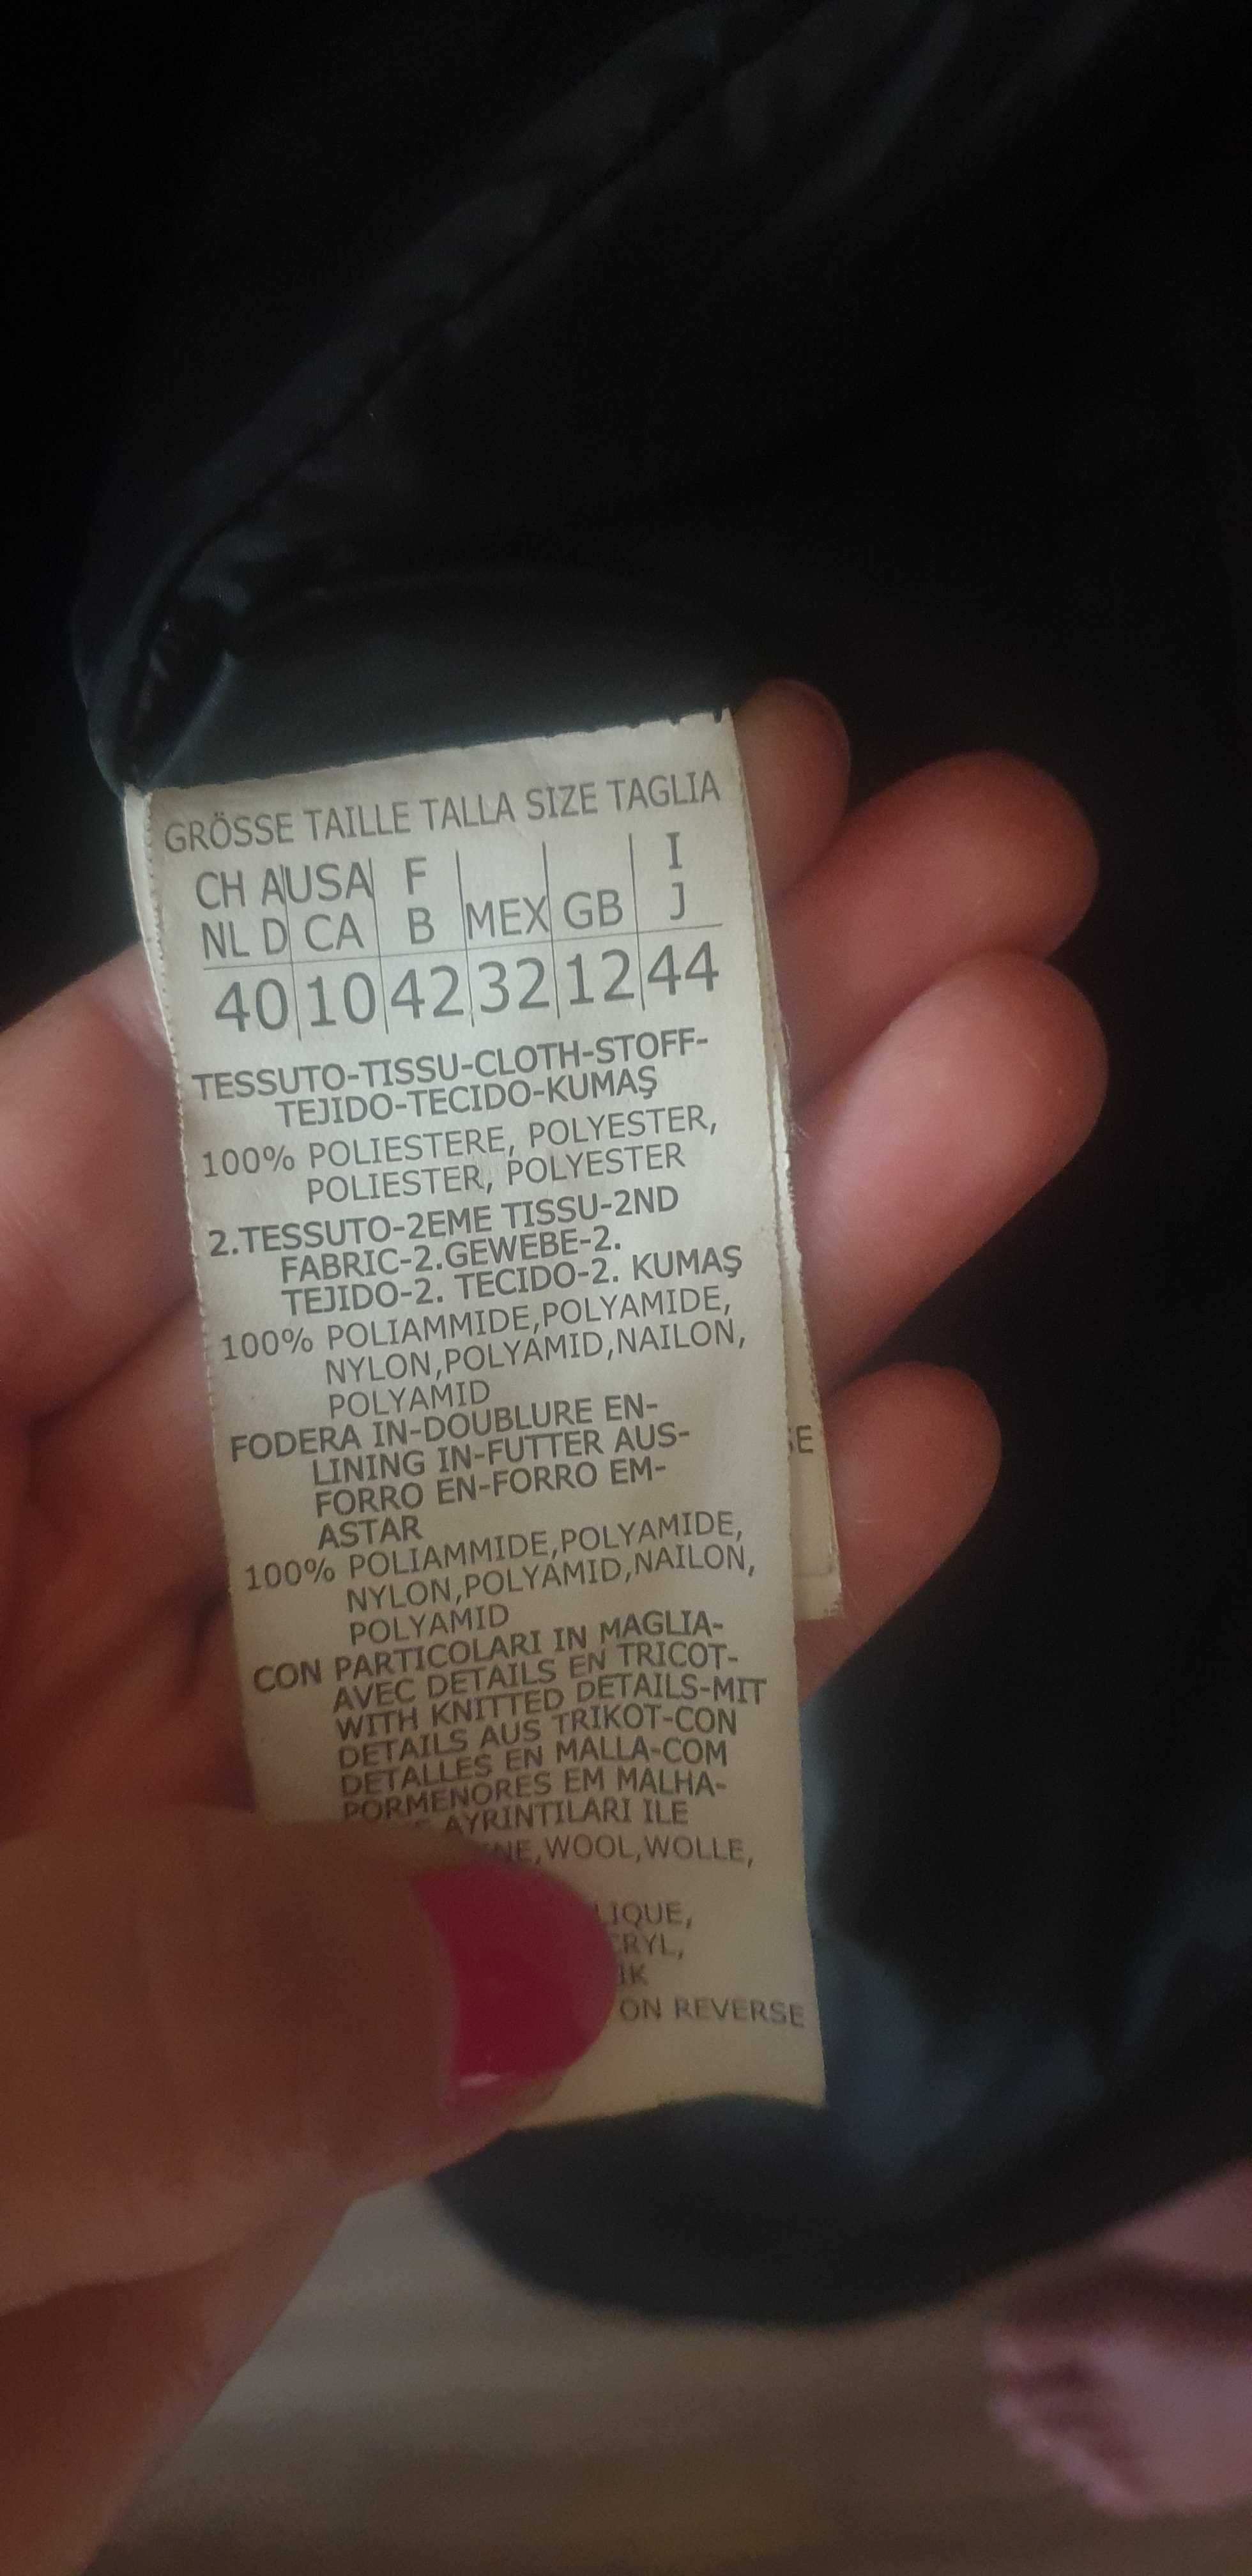 GRÖSSE TAILLE TALLA SIZE TAGLIA
CH A USA F I
NL D CA B MEX GB J
40 10 42 32 12 44
TESSUTO-TISSU-CLOTH-STOFF-
TEJIDO-TECIDO-KUMAŞ
100% POLIESTERE, POLYESTER,
POLIESTER, POLYESTER
2.TESSUTO-2EME TISSU-2ND
FABRIC-2.GEWEBE-2.
TEJIDO-2. TECIDO-2. KUMAŞ
100% POLIAMMIDE,POLYAMIDE,
NYLON,POLYAMID,NAILON,
POLYAMID
FODERA IN-DOUBLURE EN-
LINING IN-FUTTER AUS-
FORRO EN-FORRO EM-
ASTAR
100% POLIAMMIDE,POLYAMIDE,
NYLON,POLYAMID,NAILON,
POLYAMID
CON PARTICOLARI IN MAGLIA-
AVEC DETAILS EN TRICOT-
WITH KNITTED DETAILS-MIT
DETAILS AUS TRIKOT-CON
DETALLES EN MALLA-COM
PORMENORES EM MALHA-
AYRINTILARI ILE
WOOL,WOLLE,
ON REVERSE